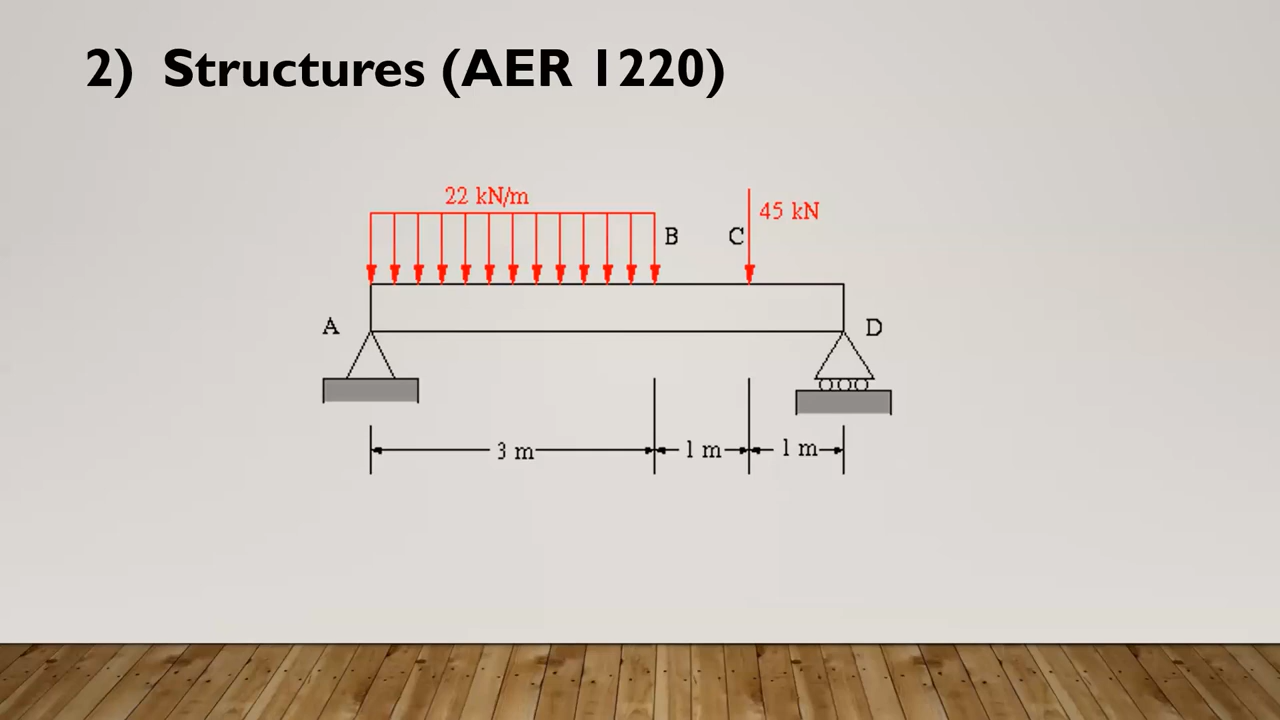 2) Structures (AER 1220)
22 kN/m
45 kN
B
C
A
D
3 m
1 m
1 m